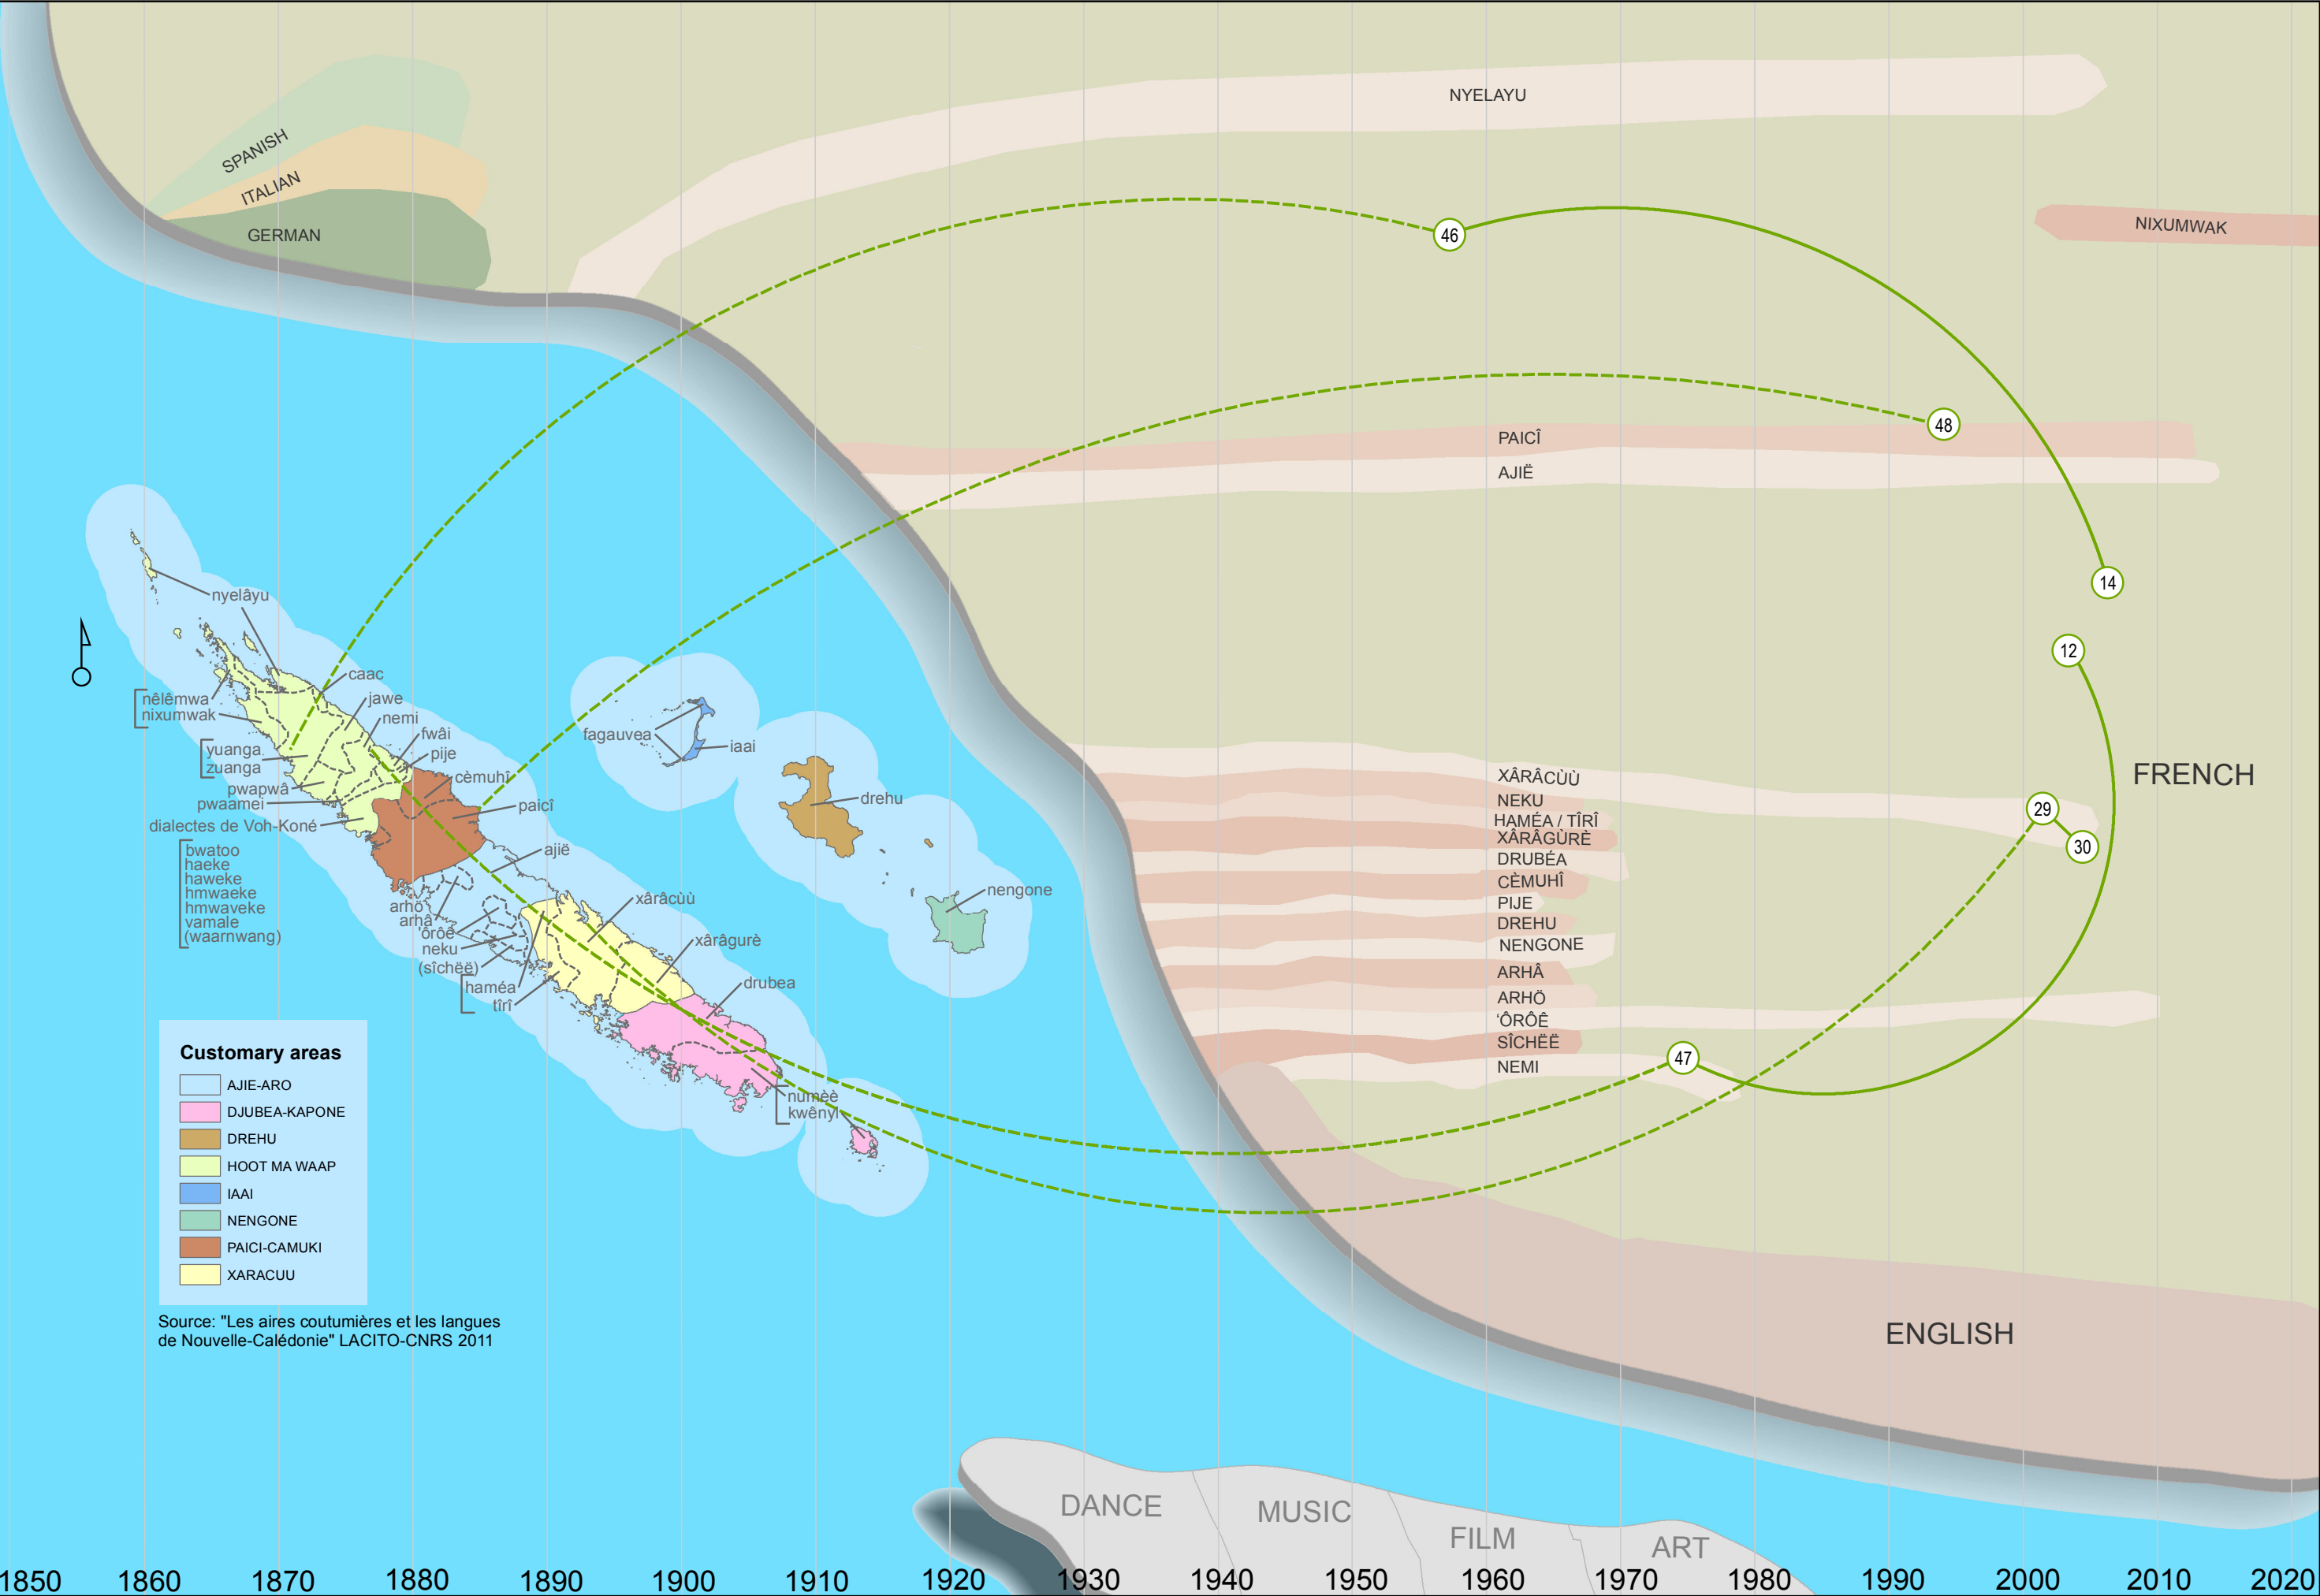 SPANISH
ITALIAN
GERMAN
NYELAYU
NIXUMWAK
46
48
PAICÎ
AJIË
14
12
FRENCH
29
30
47
XÂRÂCÙÙ
NEKU
HAMÉA / TÎRÎ
XÂRÂGÙRÈ
DRUBÉA
CÈMUHÎ
PIJE
DREHU
NENGONE
ARHÂ
ARHÖ
'ÔRÔÊ
SÎCHËË
NEMI
ENGLISH
nyelâyu
caac
jawe
nemi
fwâi
pije
cèmuhî
paicî
ajië
nêlêmwa
nixumwak
yuanga
zuanga
pwapwâ
pwaamei
dialectes de Voh-Koné
bwatoo
haeke
haweke
hmwaeke
hmwaveke
vamale
(waarnwang)
arhö
arhâ
'ôrôê
neku
(sîchëë)
haméa
tîrî
xârâcùù
xârâgurè
drubea
numèè
kwênyï
fagauvea
iaai
drehu
nengone
Customary areas
AJIE-ARO
DJUBEA-KAPONE
DREHU
HOOT MA WAAP
IAAI
NENGONE
PAICI-CAMUKI
XARACUU
Source: "Les aires coutumières et les langues
de Nouvelle-Calédonie" LACITO-CNRS 2011
DANCE
MUSIC
FILM
ART
1850 1860 1870 1880 1890 1900 1910 1920 1930 1940 1950 1960 1970 1980 1990 2000 2010 2020